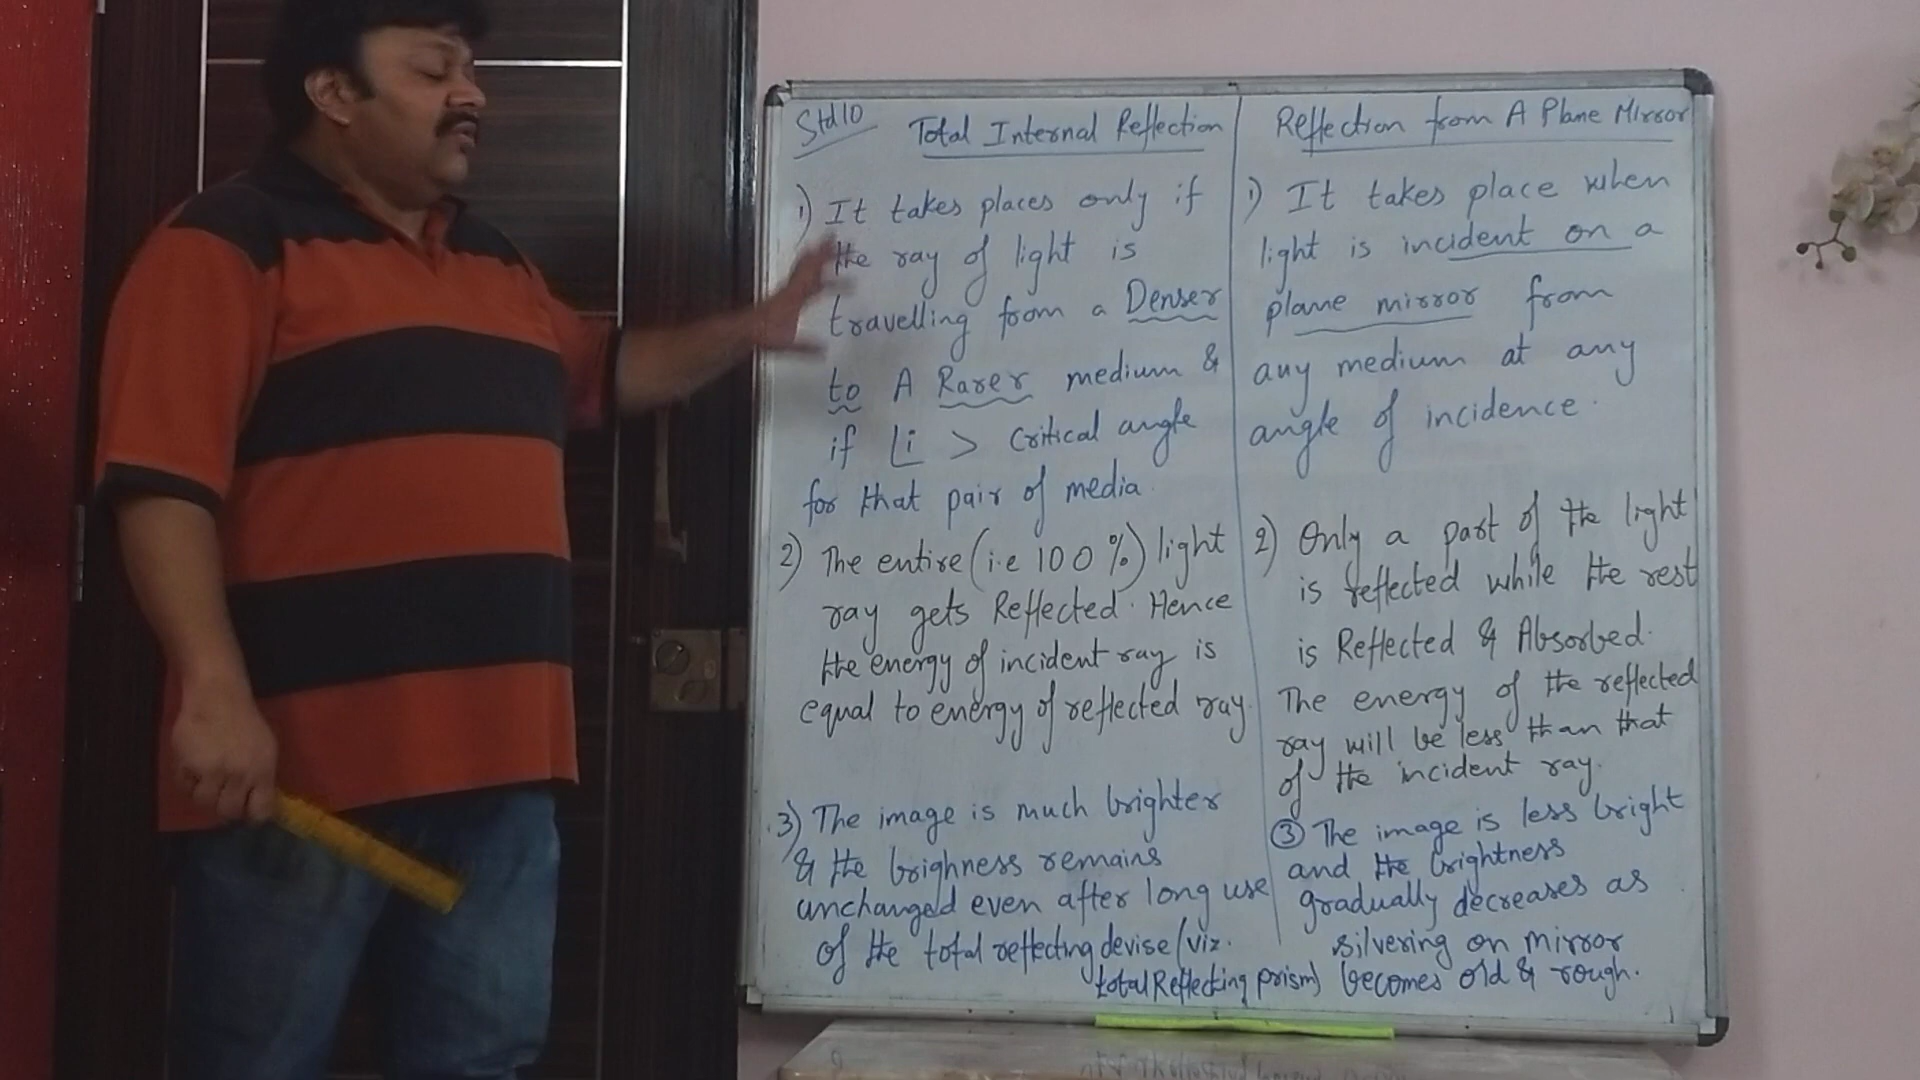 Std 10
Total Internal Reflection
1) It takes places only if
the ray of light is
travelling from a Denser
to A Rarer medium &
if Li > Critical angle
for that pair of media
2) The entire (i.e 100%) light
ray gets Reflected. Hence
the energy of incident ray is
equal to energy of reflected ray.
3) The image is much brighter
& the brighness remains
unchanged even after long use
of the total reflecting devise (viz.
total Reflecting prism)
Reflection from A Plane Mirror
1) It takes place when
light is incident on a
plane mirror from
any medium at any
angle of incidence.
2) Only a part of the light
is reflected while the rest
is Reflected & Absorbed.
The energy of the reflected
ray will be less than that
of the incident ray.
3 The image is less bright
and the brightness
gradually decreases as
silvering on mirror
becomes old & rough.